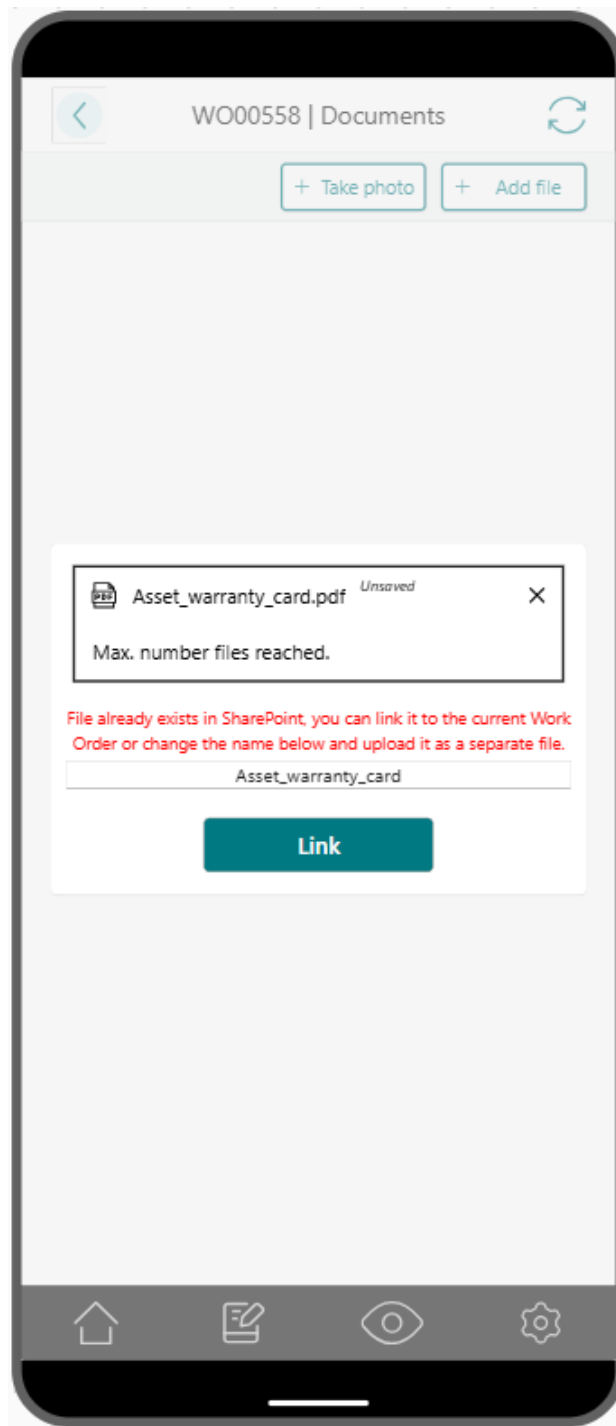 WO00558 | Documents
+ Take photo
+ Add file
PDF
Asset_warranty_card.pdf Unsaved
Max. number files reached.
File already exists in SharePoint, you can link it to the current Work
Order or change the name below and upload it as a separate file.
Asset_warranty_card
Link